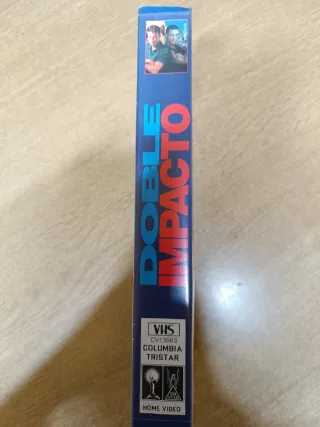 DOBLE
IMPACTO
VHS
CV13663
COLUMBIA
TRISTAR
HOME VIDEO